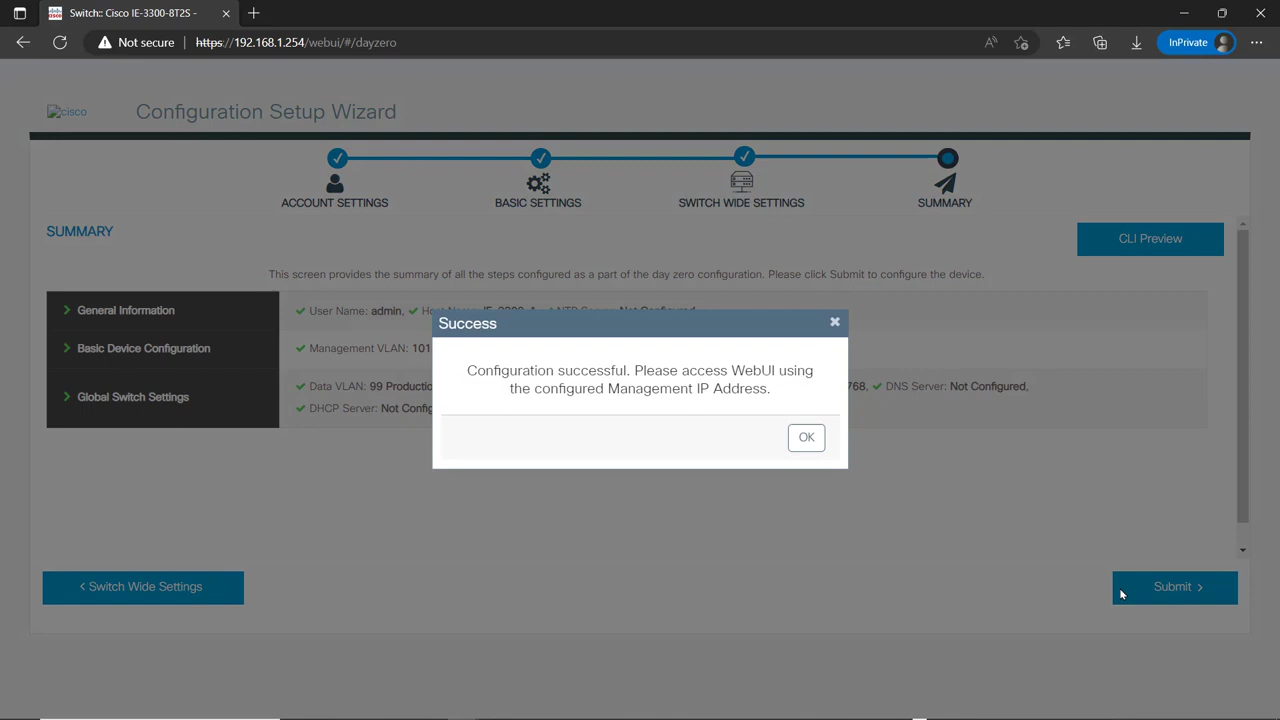 Switch:: Cisco IE-3300-8T2S -
Not secure
https://192.168.1.254/webui/#/dayzero
InPrivate
cisco
Configuration Setup Wizard
ACCOUNT SETTINGS
BASIC SETTINGS
SWITCH WIDE SETTINGS
SUMMARY
SUMMARY
CLI Preview
This screen provides the summary of all the steps configured as a part of the day zero configuration. Please click Submit to configure the device.
General Information
User Name: admin,
Basic Device Configuration
Management VLAN: 101
Global Switch Settings
Data VLAN: 99
768, DNS Server: Not Configured,
DHCP Server: Not
Success
Configuration successful. Please access WebUI using
the configured Management IP Address.
OK
< Switch Wide Settings
Submit >